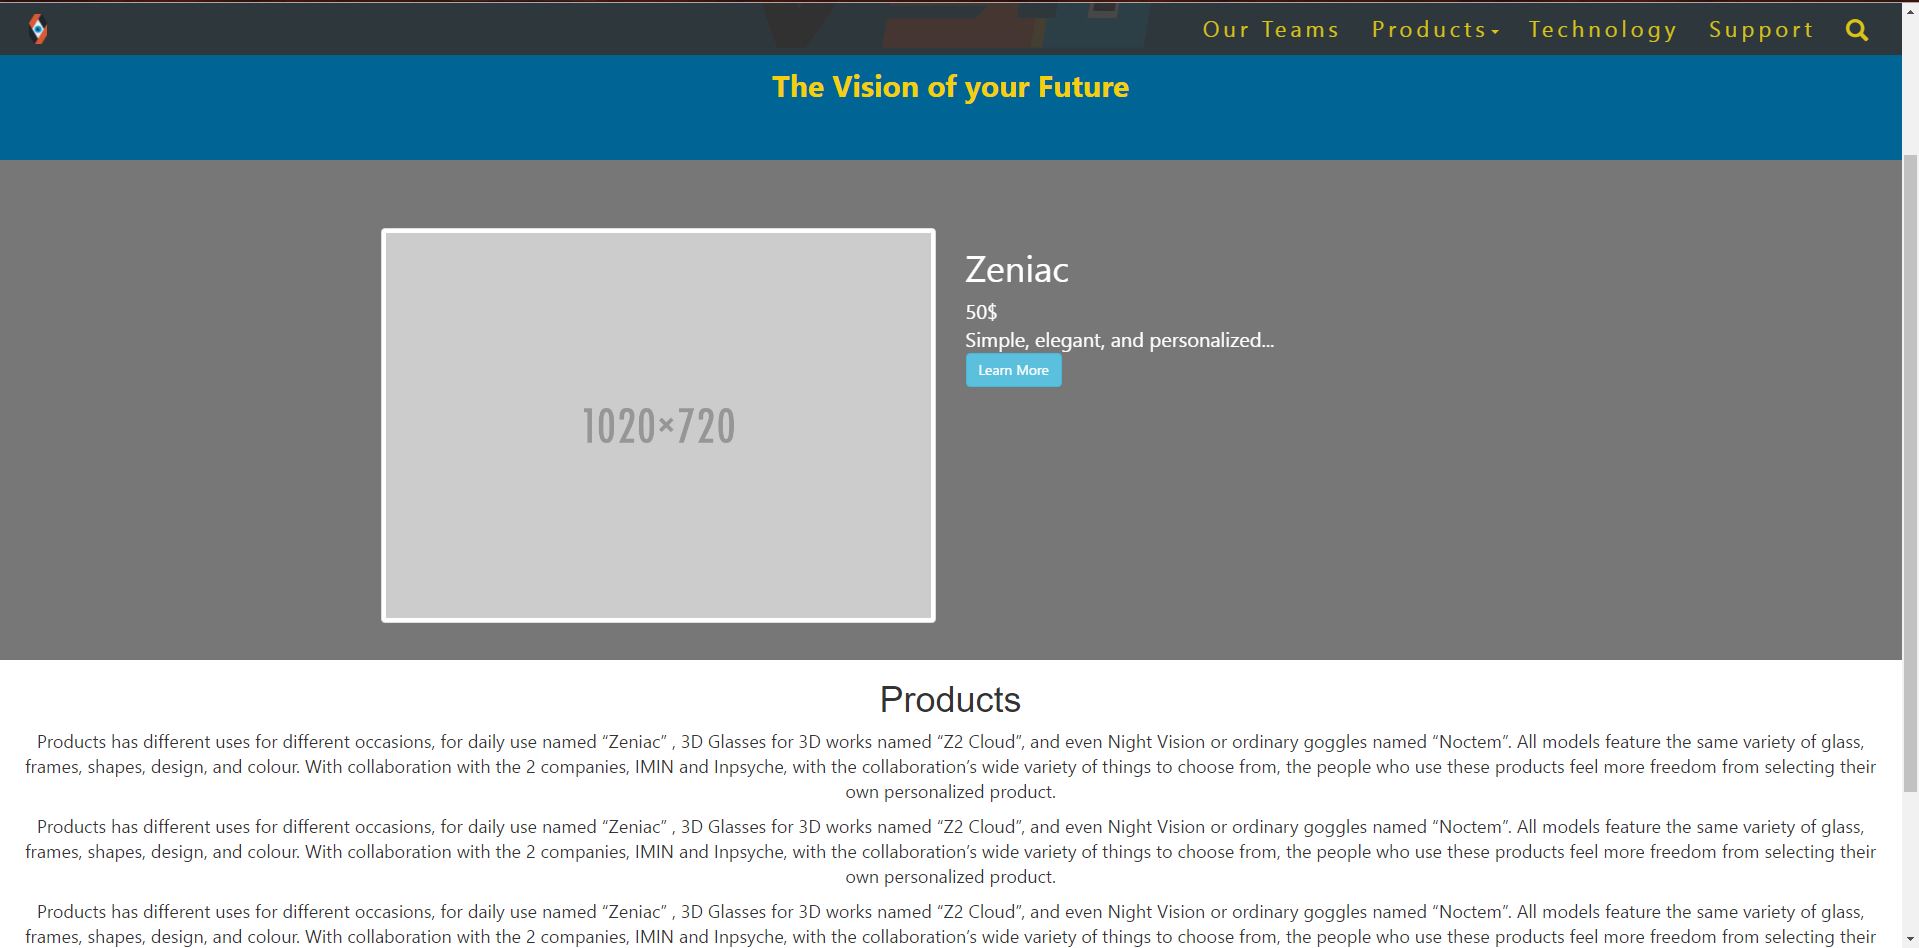 Our Teams Products Technology Support
The Vision of your Future
Zeniac
50$
Simple, elegant, and personalized...
Learn More
1020×720
Products
Products has different uses for different occasions, for daily use named “Zeniac” , 3D Glasses for 3D works named “Z2 Cloud”, and even Night Vision or ordinary goggles named “Noctem”. All models feature the same variety of glass,
frames, shapes, design, and colour. With collaboration with the 2 companies, IMIN and Inpsyche, with the collaboration’s wide variety of things to choose from, the people who use these products feel more freedom from selecting their
own personalized product.
Products has different uses for different occasions, for daily use named “Zeniac” , 3D Glasses for 3D works named “Z2 Cloud”, and even Night Vision or ordinary goggles named “Noctem”. All models feature the same variety of glass,
frames, shapes, design, and colour. With collaboration with the 2 companies, IMIN and Inpsyche, with the collaboration’s wide variety of things to choose from, the people who use these products feel more freedom from selecting their
own personalized product.
Products has different uses for different occasions, for daily use named “Zeniac” , 3D Glasses for 3D works named “Z2 Cloud”, and even Night Vision or ordinary goggles named “Noctem”. All models feature the same variety of glass,
frames, shapes, design, and colour. With collaboration with the 2 companies, IMIN and Inpsyche, with the collaboration’s wide variety of things to choose from, the people who use these products feel more freedom from selecting their